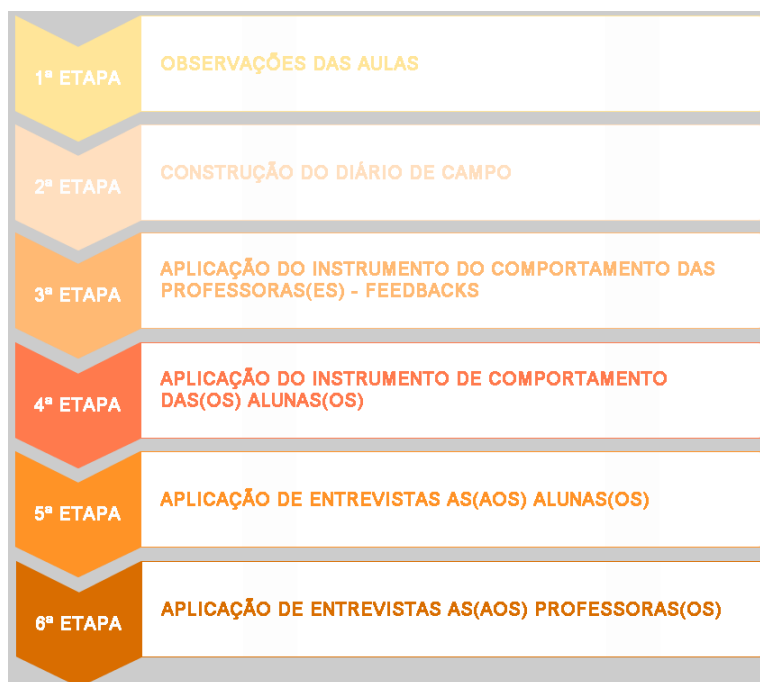 1ª ETAPA
OBSERVAÇÕES DAS AULAS
2ª ETAPA
CONSTRUÇÃO DO DIÁRIO DE CAMPO
3ª ETAPA
APLICAÇÃO DO INSTRUMENTO DO COMPORTAMENTO DAS
PROFESSORAS(ES) - FEEDBACKS
4ª ETAPA
APLICAÇÃO DO INSTRUMENTO DE COMPORTAMENTO
DAS(OS) ALUNAS(OS)
5ª ETAPA
APLICAÇÃO DE ENTREVISTAS AS(AOS) ALUNAS(OS)
6ª ETAPA
APLICAÇÃO DE ENTREVISTAS AS(AOS) PROFESSORAS(OS)